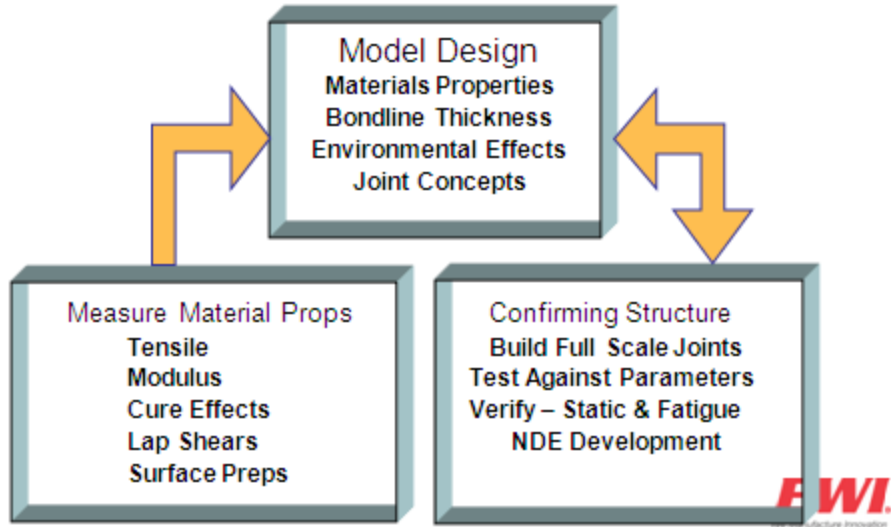 Model Design
Materials Properties
Bondline Thickness
Environmental Effects
Joint Concepts
Measure Material Props
Tensile
Modulus
Cure Effects
Lap Shears
Surface Preps
Confirming Structure
Build Full Scale Joints
Test Against Parameters
Verify – Static & Fatigue
NDE Development
EWI.